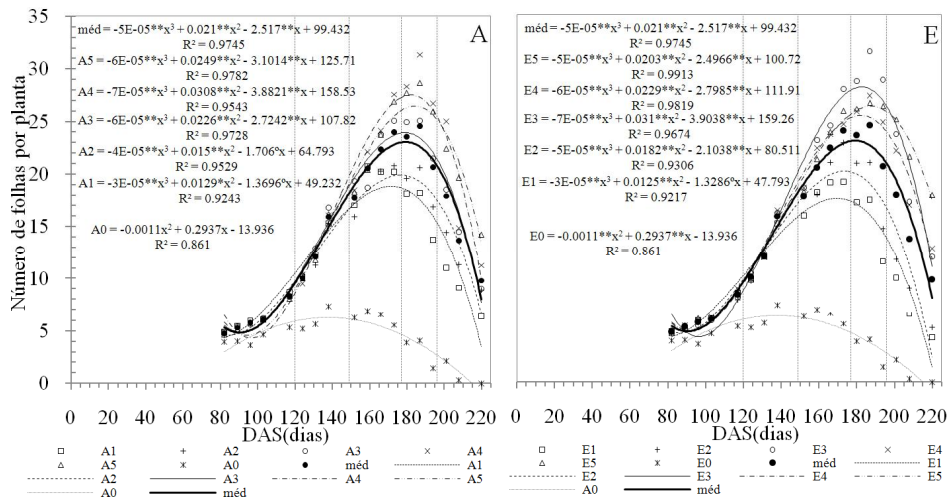 Número de folhas por planta
A
méd = -5E-05**x³ + 0.021**x² - 2.517**x + 99.432
R² = 0.9745
A5 = -6E-05**x³ + 0.0249**x² - 3.1014**x + 125.71
R² = 0.9782
A4 = -7E-05**x³ + 0.0308**x² - 3.8821**x + 158.53
R² = 0.9543
A3 = -6E-05**x³ + 0.0226**x² - 2.7242**x + 107.82
R² = 0.9728
A2 = -4E-05**x³ + 0.015**x² - 1.706ºx + 64.793
R² = 0.9529
A1 = -3E-05**x³ + 0.0129*x² - 1.3696ºx + 49.232
R² = 0.9243
A0 = -0.0011x² + 0.2937x - 13.936
R² = 0.861
35
30
25
20
15
10
5
0
0 20 40 60 80 100 120 140 160 180 200 220
DAS(dias)
A1 A2 A3 A4
A5 A0 méd A1
A2 A3 A4 A5
A0 méd
E
méd = -5E-05**x³ + 0.021**x² - 2.517**x + 99.432
R² = 0.9745
E5 = -5E-05**x³ + 0.0203**x² - 2.4966**x + 100.72
R² = 0.9913
E4 = -6E-05**x³ + 0.0229**x² - 2.7985**x + 111.91
R² = 0.9819
E3 = -7E-05**x³ + 0.031**x² - 3.9038**x + 159.26
R² = 0.9674
E2 = -5E-05**x³ + 0.0182**x² - 2.1038**x + 80.511
R² = 0.9306
E1 = -3E-05**x³ + 0.0125**x² - 1.3286ºx + 47.793
R² = 0.9217
E0 = -0.0011**x² + 0.2937**x - 13.936
R² = 0.861
0 20 40 60 80 100 120 140 160 180 200 220
DAS(dias)
E1 E2 E3 E4
E5 E0 méd E1
E2 E3 E4 E5
A0 méd